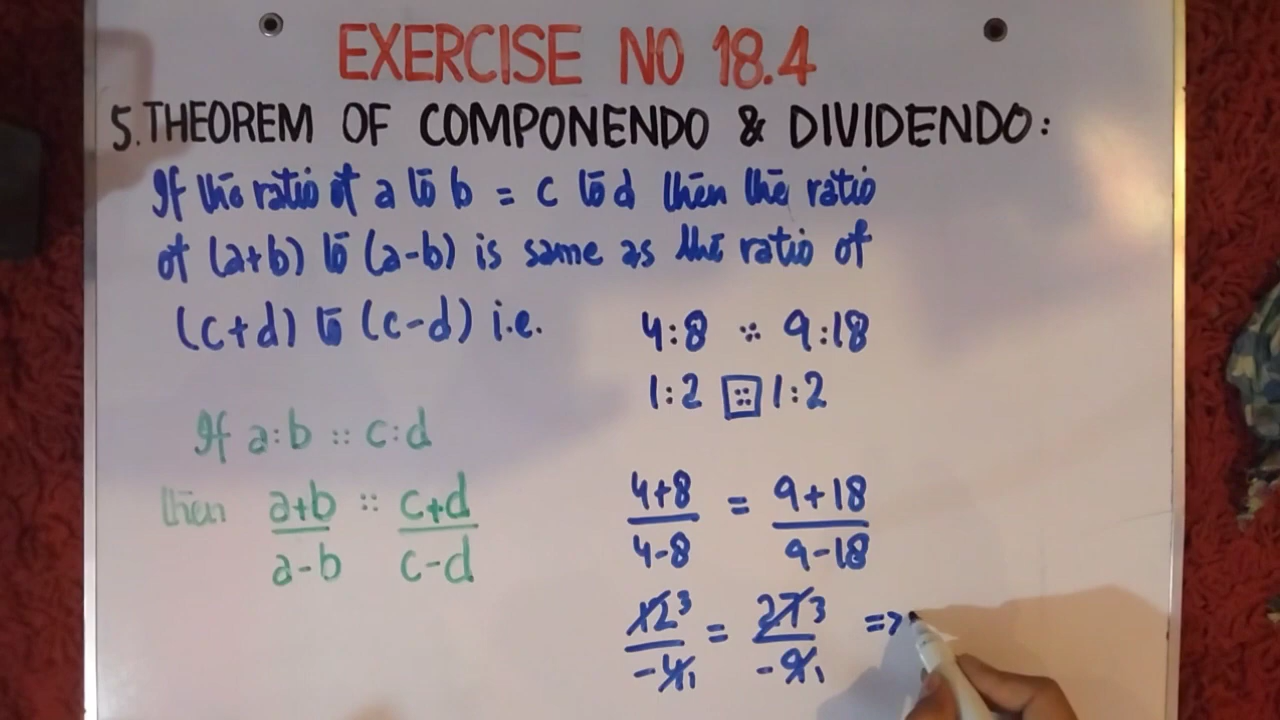 EXERCISE NO 18.4
5. THEOREM OF COMPONENDO & DIVIDENDO:
If the ratio of a to b = c to d then the ratio
of (a+b) to (a-b) is same as the ratio of
(c+d) to (c-d) i.e.
4:8 :: 9:18
1:2 :: 1:2
If a:b :: c:d
then a+b :: c+d
a-b c-d
4+8 = 9+18
4-8 9-18
12 3 = 27 3 =>
-4 1 -9 1